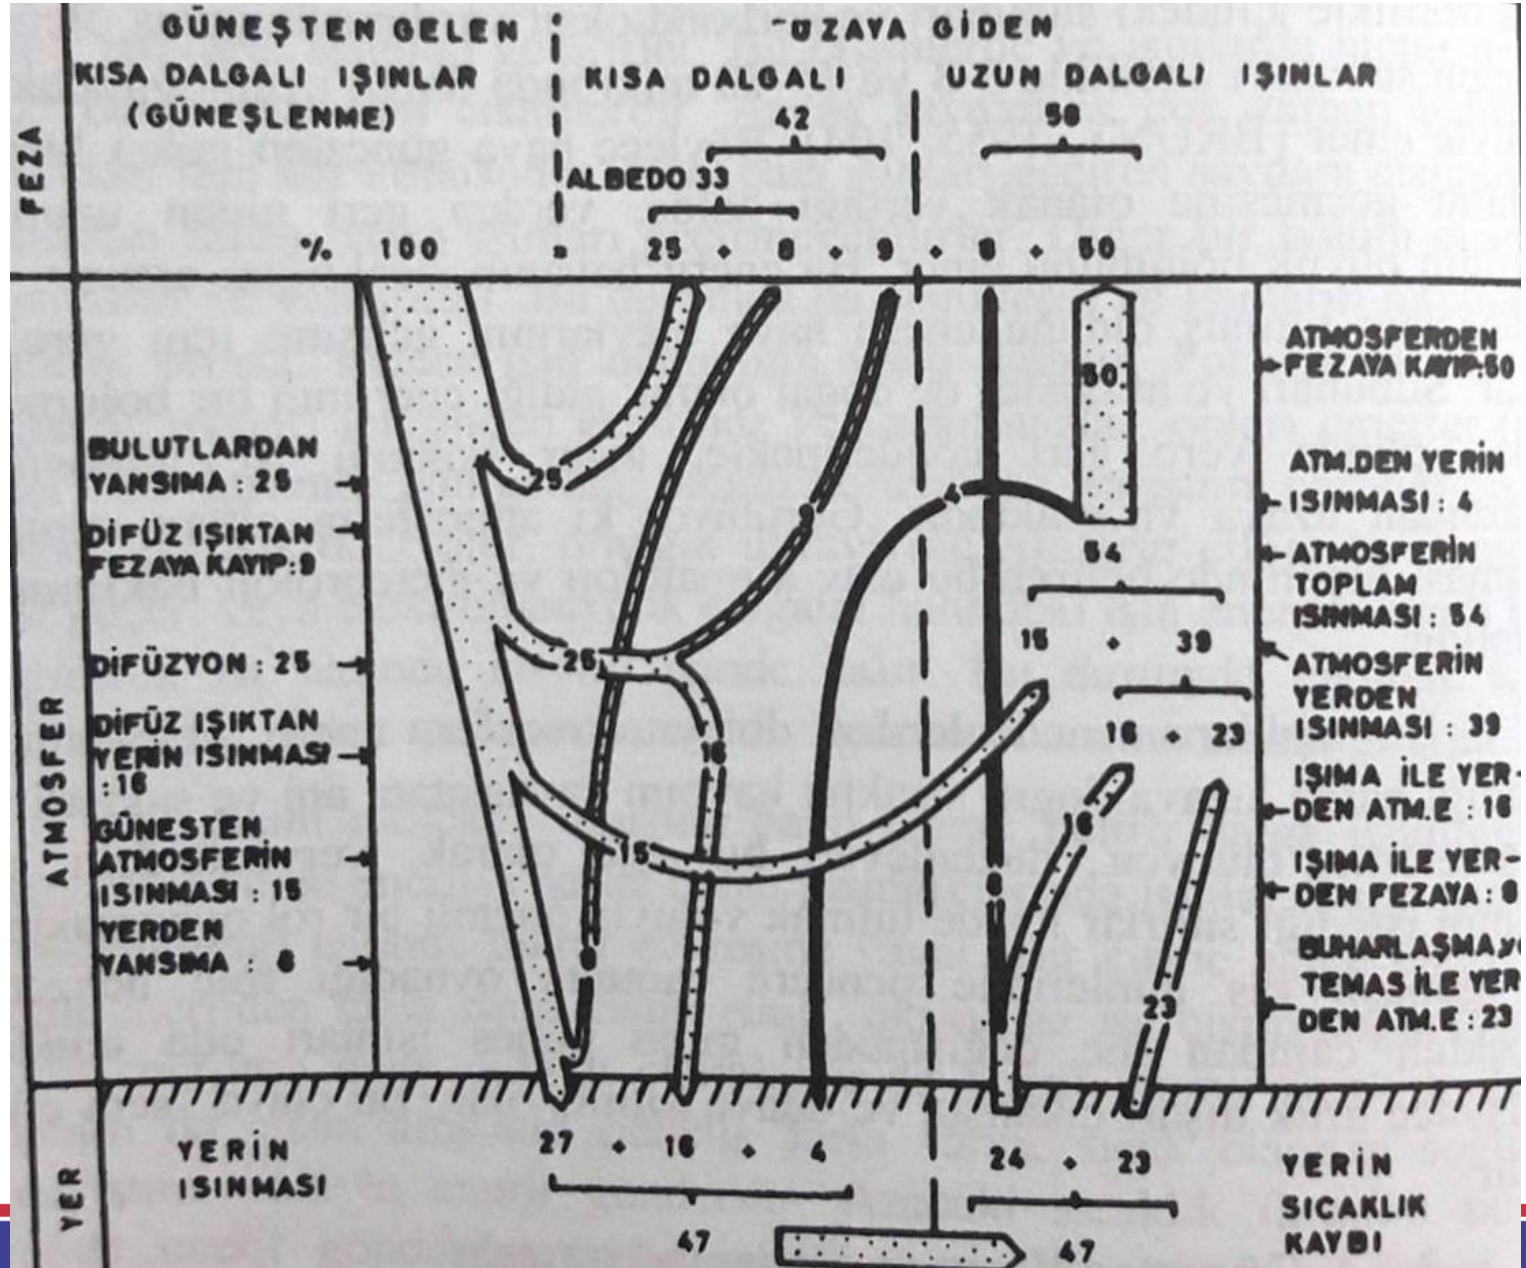 GÜNEŞTEN GELEN
KISA DALGALI IŞINLAR
(GÜNEŞLENME)
UZAYA GİDEN
KISA DALGALI
UZUN DALGALI IŞINLAR
42
58
ALBEDO 33
% 100 = 25 + 8 + 9 + 8 + 50
FEZA
ATMOSFER
YER
BULUTLARDAN
YANSIMA : 25
DİFÜZ IŞIKTAN
FEZAYA KAYIP:9
DİFÜZYON : 25
DİFÜZ IŞIKTAN
YERİN ISINMASI
:16
GÜNESTEN
ATMOSFERİN
ISINMASI : 15
YERDEN
YANSIMA : 8
25
9
4
50
25
16
15
8
8
16
23
54
15 + 39
16 + 23
ATMOSFERDEN
FEZAYA KAYIP:50
ATM.DEN YERİN
ISINMASI : 4
ATMOSFERİN
TOPLAM
ISINMASI : 54
ATMOSFERİN
YERDEN
ISINMASI : 39
IŞIMA İLE YER-
DEN ATM.E : 16
IŞIMA İLE YER-
DEN FEZAYA : 8
BUHARLAŞMA
TEMAS İLE YER-
DEN ATM.E : 23
YERİN
ISINMASI
27 + 16 + 4
47
24 + 23
47
YERİN
SICAKLIK
KAYBI